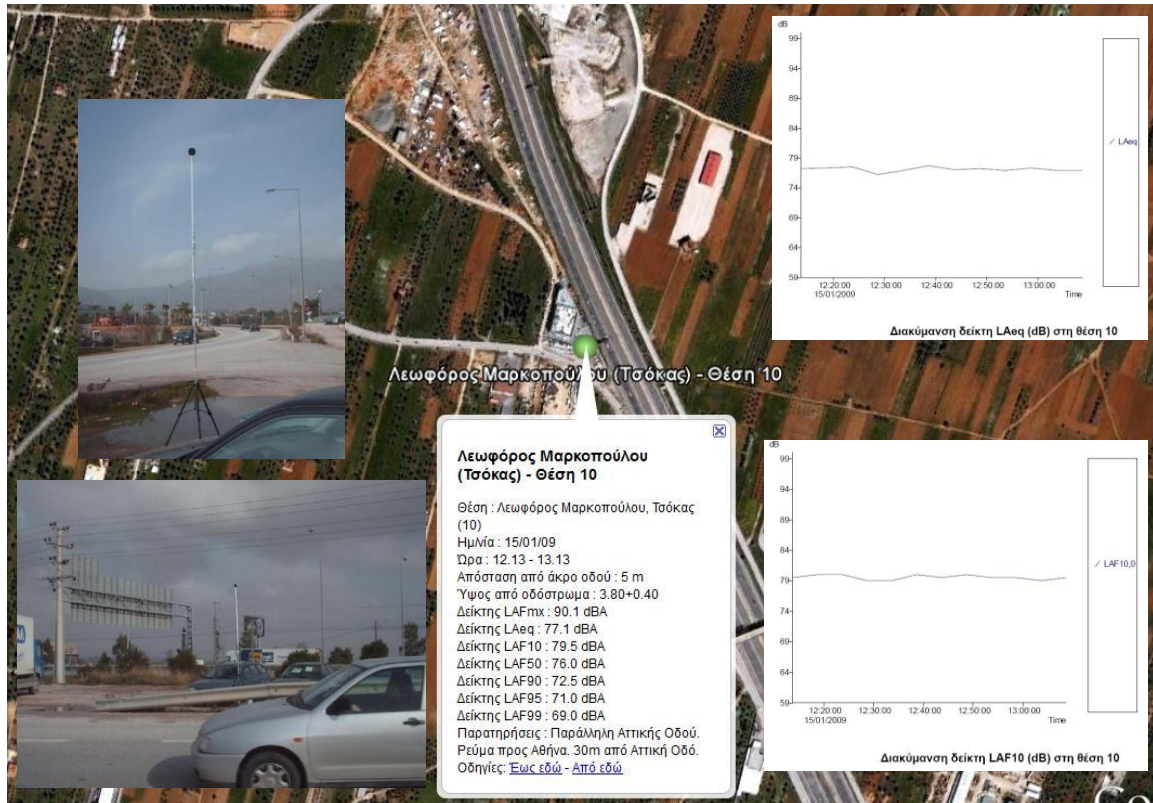 dB
99
94
89
84
79
74
69
64
59
LAeq
12:20:00 12:30:00 12:40:00 12:50:00 13:00:00
15/01/2009 Time
Διακύμανση δείκτη LAeq (dB) στη θέση 10
Λεωφόρος Μαρκοπούλου (Τσόκας) - Θέση 10
Λεωφόρος Μαρκοπούλου
(Τσόκας) - Θέση 10
Θέση : Λεωφόρος Μαρκοπούλου, Τσόκας
(10)
Ημ/νία : 15/01/09
Ώρα : 12.13 - 13.13
Απόσταση από άκρο οδού : 5 m
Ύψος από οδόστρωμα : 3.80+0.40
Δείκτης LAFmx : 90.1 dBA
Δείκτης LAeq : 77.1 dBA
Δείκτης LAF10 : 79.5 dBA
Δείκτης LAF50 : 76.0 dBA
Δείκτης LAF90 : 72.5 dBA
Δείκτης LAF95 : 71.0 dBA
Δείκτης LAF99 : 69.0 dBA
Παρατηρήσεις : Παράλληλη Αττικής Οδού.
Ρεύμα προς Αθήνα. 30m από Αττική Οδό.
Οδηγίες: Έως εδώ - Από εδώ
dB
99
94
89
84
79
74
69
64
59
LAF10,0
12:20:00 12:30:00 12:40:00 12:50:00 13:00:00
15/01/2009 Time
Διακύμανση δείκτη LAF10 (dB) στη θέση 10